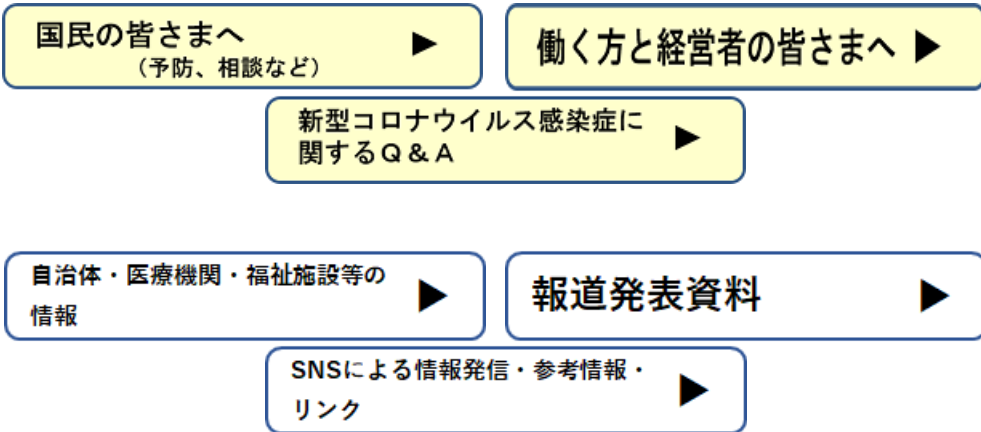 国民の皆さまへ
（予防、相談など）
▶
働く方と経営者の皆さまへ ▶
新型コロナウイルス感染症に
関するＱ＆Ａ
▶
自治体・医療機関・福祉施設等の
情報
▶
報道発表資料
▶
SNSによる情報発信・参考情報・
リンク
▶